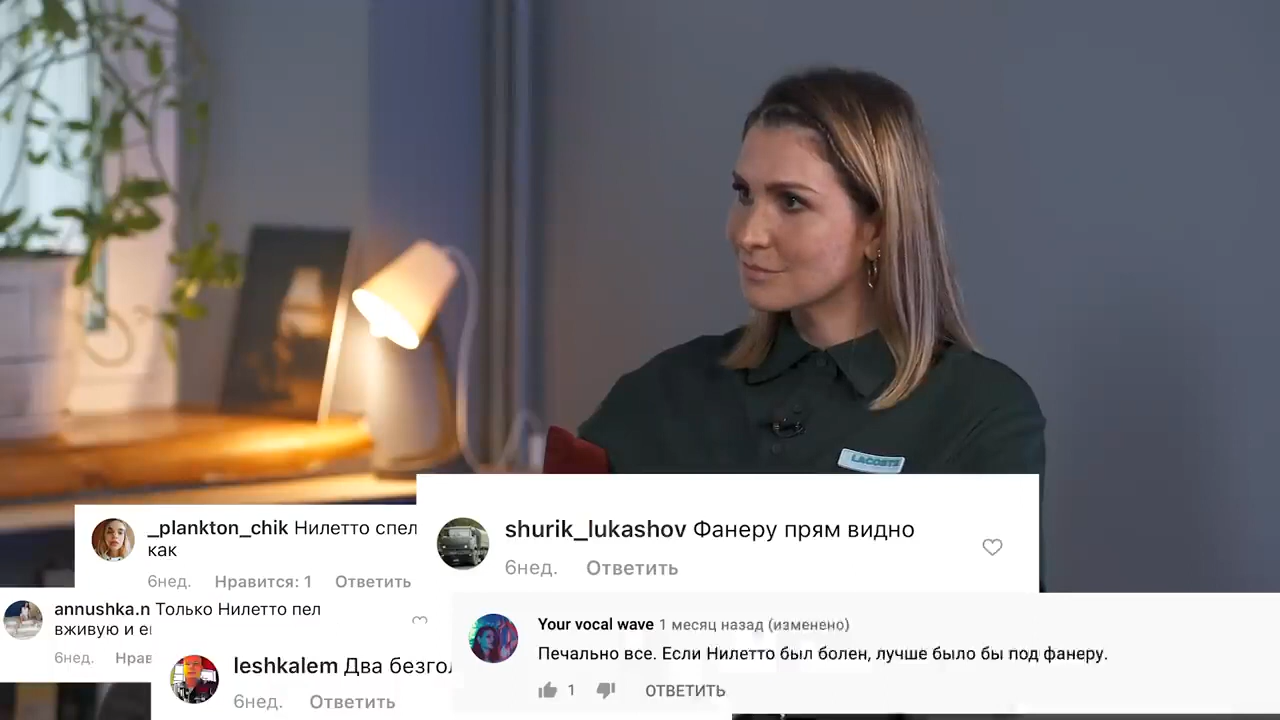 LACOSTE
_plankton_chik Нилетто спел
как
6нед. Нравится: 1 Ответить
shurik_lukashov Фанеру прям видно
6нед. Ответить
annushka.n Только Нилетто пел
вживую и
6нед.
leshkalem Два
6нед. Ответить
Your vocal wave 1 месяц назад (изменено)
Печально все. Если Нилетто был болен, лучше было бы под фанеру.
1 ОТВЕТИТЬ